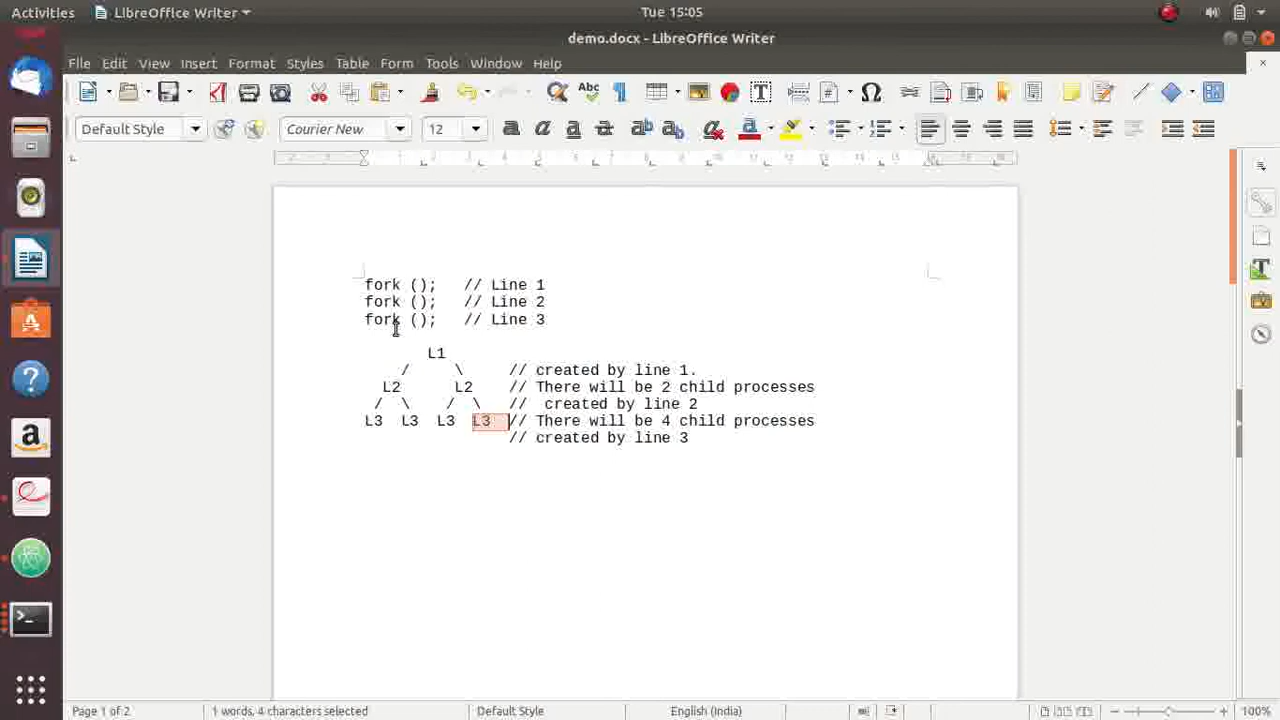 Activities LibreOffice Writer Tue 15:05
demo.docx - LibreOffice Writer
File Edit View Insert Format Styles Table Form Tools Window Help
Default Style Courier New 12
fork (); // Line 1
fork (); // Line 2
fork (); // Line 3
L1
/ \ // created by line 1.
L2 L2 // There will be 2 child processes
/ \ / \ // created by line 2
L3 L3 L3 L3 // There will be 4 child processes
// created by line 3
Page 1 of 2 1 words, 4 characters selected Default Style English (India) 100%